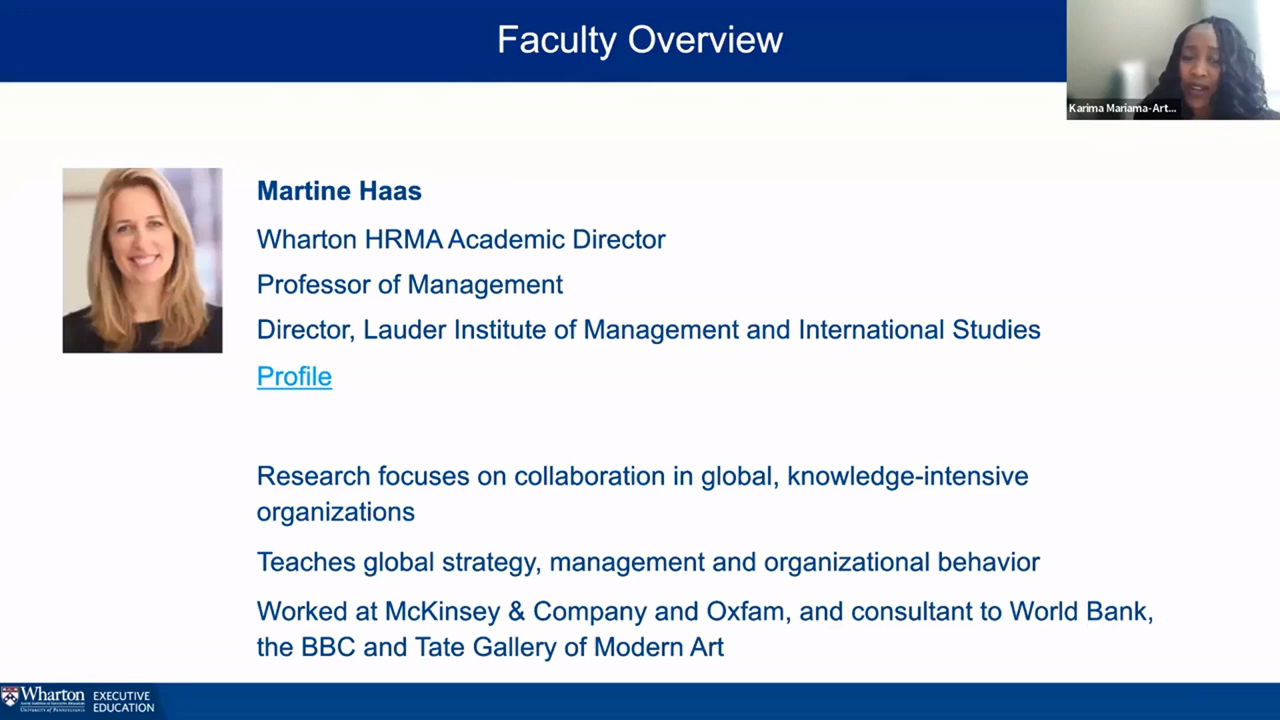 Faculty Overview
Karima Mariama-Art...
Martine Haas
Wharton HRMA Academic Director
Professor of Management
Director, Lauder Institute of Management and International Studies
Profile
Research focuses on collaboration in global, knowledge-intensive
organizations
Teaches global strategy, management and organizational behavior
Worked at McKinsey & Company and Oxfam, and consultant to World Bank,
the BBC and Tate Gallery of Modern Art
Wharton EXECUTIVE
UNIVERSITY of PENNSYLVANIA EDUCATION